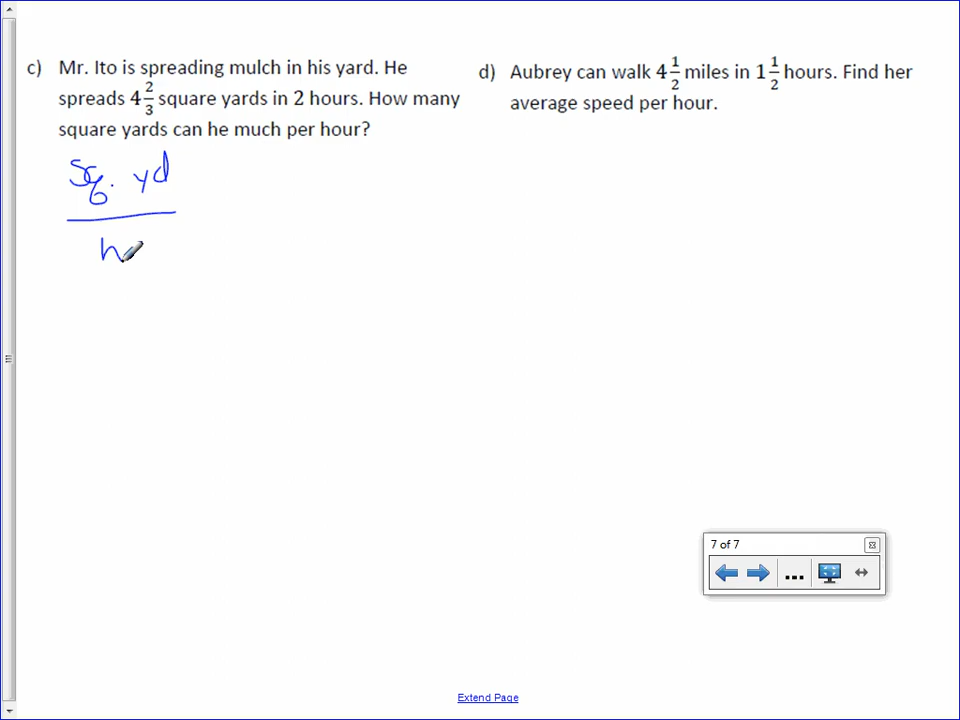 c) Mr. Ito is spreading mulch in his yard. He
spreads 4 2/3 square yards in 2 hours. How many
square yards can he much per hour?
d) Aubrey can walk 4 1/2 miles in 1 1/2 hours. Find her
average speed per hour.
Sq. yd
h
7 of 7
...
Extend Page